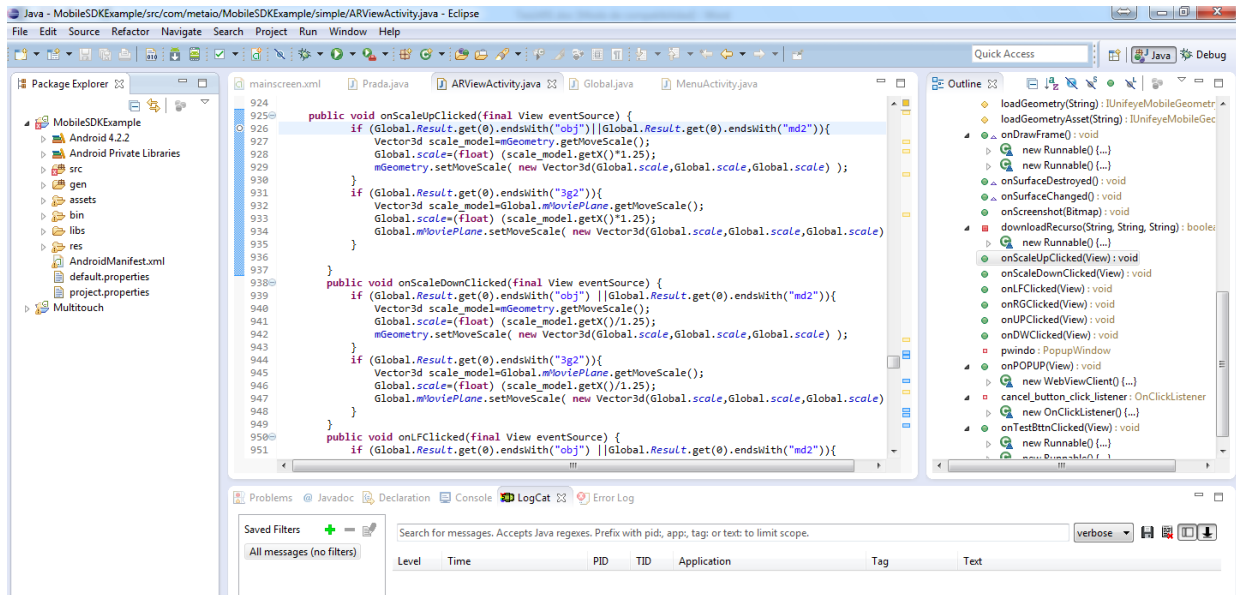 Java - MobileSDKExample/src/com/metaio/MobileSDKExample/simple/ARViewActivity.java - Eclipse
File Edit Source Refactor Navigate Search Project Run Window Help
Quick Access
Java
Debug
Package Explorer
MobileSDKExample
Android 4.2.2
Android Private Libraries
src
gen
assets
bin
libs
res
AndroidManifest.xml
default.properties
project.properties
Multitouch
mainscreen.xml Prada.java ARViewActivity.java Global.java MenuActivity.java
924
925 public void onScaleUpClicked(final View eventSource) {
926 if (Global.Result.get(0).endsWith("obj")||Global.Result.get(0).endsWith("md2")){
927 Vector3d scale_model=mGeometry.getMoveScale();
928 Global.scale=(float) (scale_model.getX()*1.25);
929 mGeometry.setMoveScale( new Vector3d(Global.scale,Global.scale,Global.scale) );
930 }
931 if (Global.Result.get(0).endsWith("3g2")){
932 Vector3d scale_model=Global.mMoviePlane.getMoveScale();
933 Global.scale=(float) (scale_model.getX()*1.25);
934 Global.mMoviePlane.setMoveScale( new Vector3d(Global.scale,Global.scale,Global.scale)
935 }
936
937 }
938 public void onScaleDownClicked(final View eventSource) {
939 if (Global.Result.get(0).endsWith("obj") ||Global.Result.get(0).endsWith("md2")){
940 Vector3d scale_model=mGeometry.getMoveScale();
941 Global.scale=(float) (scale_model.getX()/1.25);
942 mGeometry.setMoveScale( new Vector3d(Global.scale,Global.scale,Global.scale) );
943 }
944 if (Global.Result.get(0).endsWith("3g2")){
945 Vector3d scale_model=Global.mMoviePlane.getMoveScale();
946 Global.scale=(float) (scale_model.getX()/1.25);
947 Global.mMoviePlane.setMoveScale( new Vector3d(Global.scale,Global.scale,Global.scale)
948 }
949 }
950 public void onLFClicked(final View eventSource) {
951 if (Global.Result.get(0).endsWith("obj") ||Global.Result.get(0).endsWith("md2")){
Outline
loadGeometry(String) : IUnifeyeMobileGeometr
loadGeometryAsset(String) : IUnifeyeMobileGeo
onDrawFrame() : void
new Runnable() {...}
new Runnable() {...}
onSurfaceDestroyed() : void
onSurfaceChanged() : void
onScreenshot(Bitmap) : void
downloadRecurso(String, String, String) : boolea
new Runnable() {...}
onScaleUpClicked(View) : void
onScaleDownClicked(View) : void
onLFClicked(View) : void
onRGClicked(View) : void
onUPClicked(View) : void
onDWClicked(View) : void
pwindo : PopupWindow
onPOPUP(View) : void
new WebViewClient() {...}
cancel_button_click_listener : OnClickListener
new OnClickListener() {...}
onTestBttnClicked(View) : void
new Runnable() {...}
new Runnable() {...}
Problems Javadoc Declaration Console LogCat Error Log
Saved Filters
All messages (no filters)
Search for messages. Accepts Java regexes. Prefix with pid:, app:, tag: or text: to limit scope.
verbose
Level Time PID TID Application Tag Text